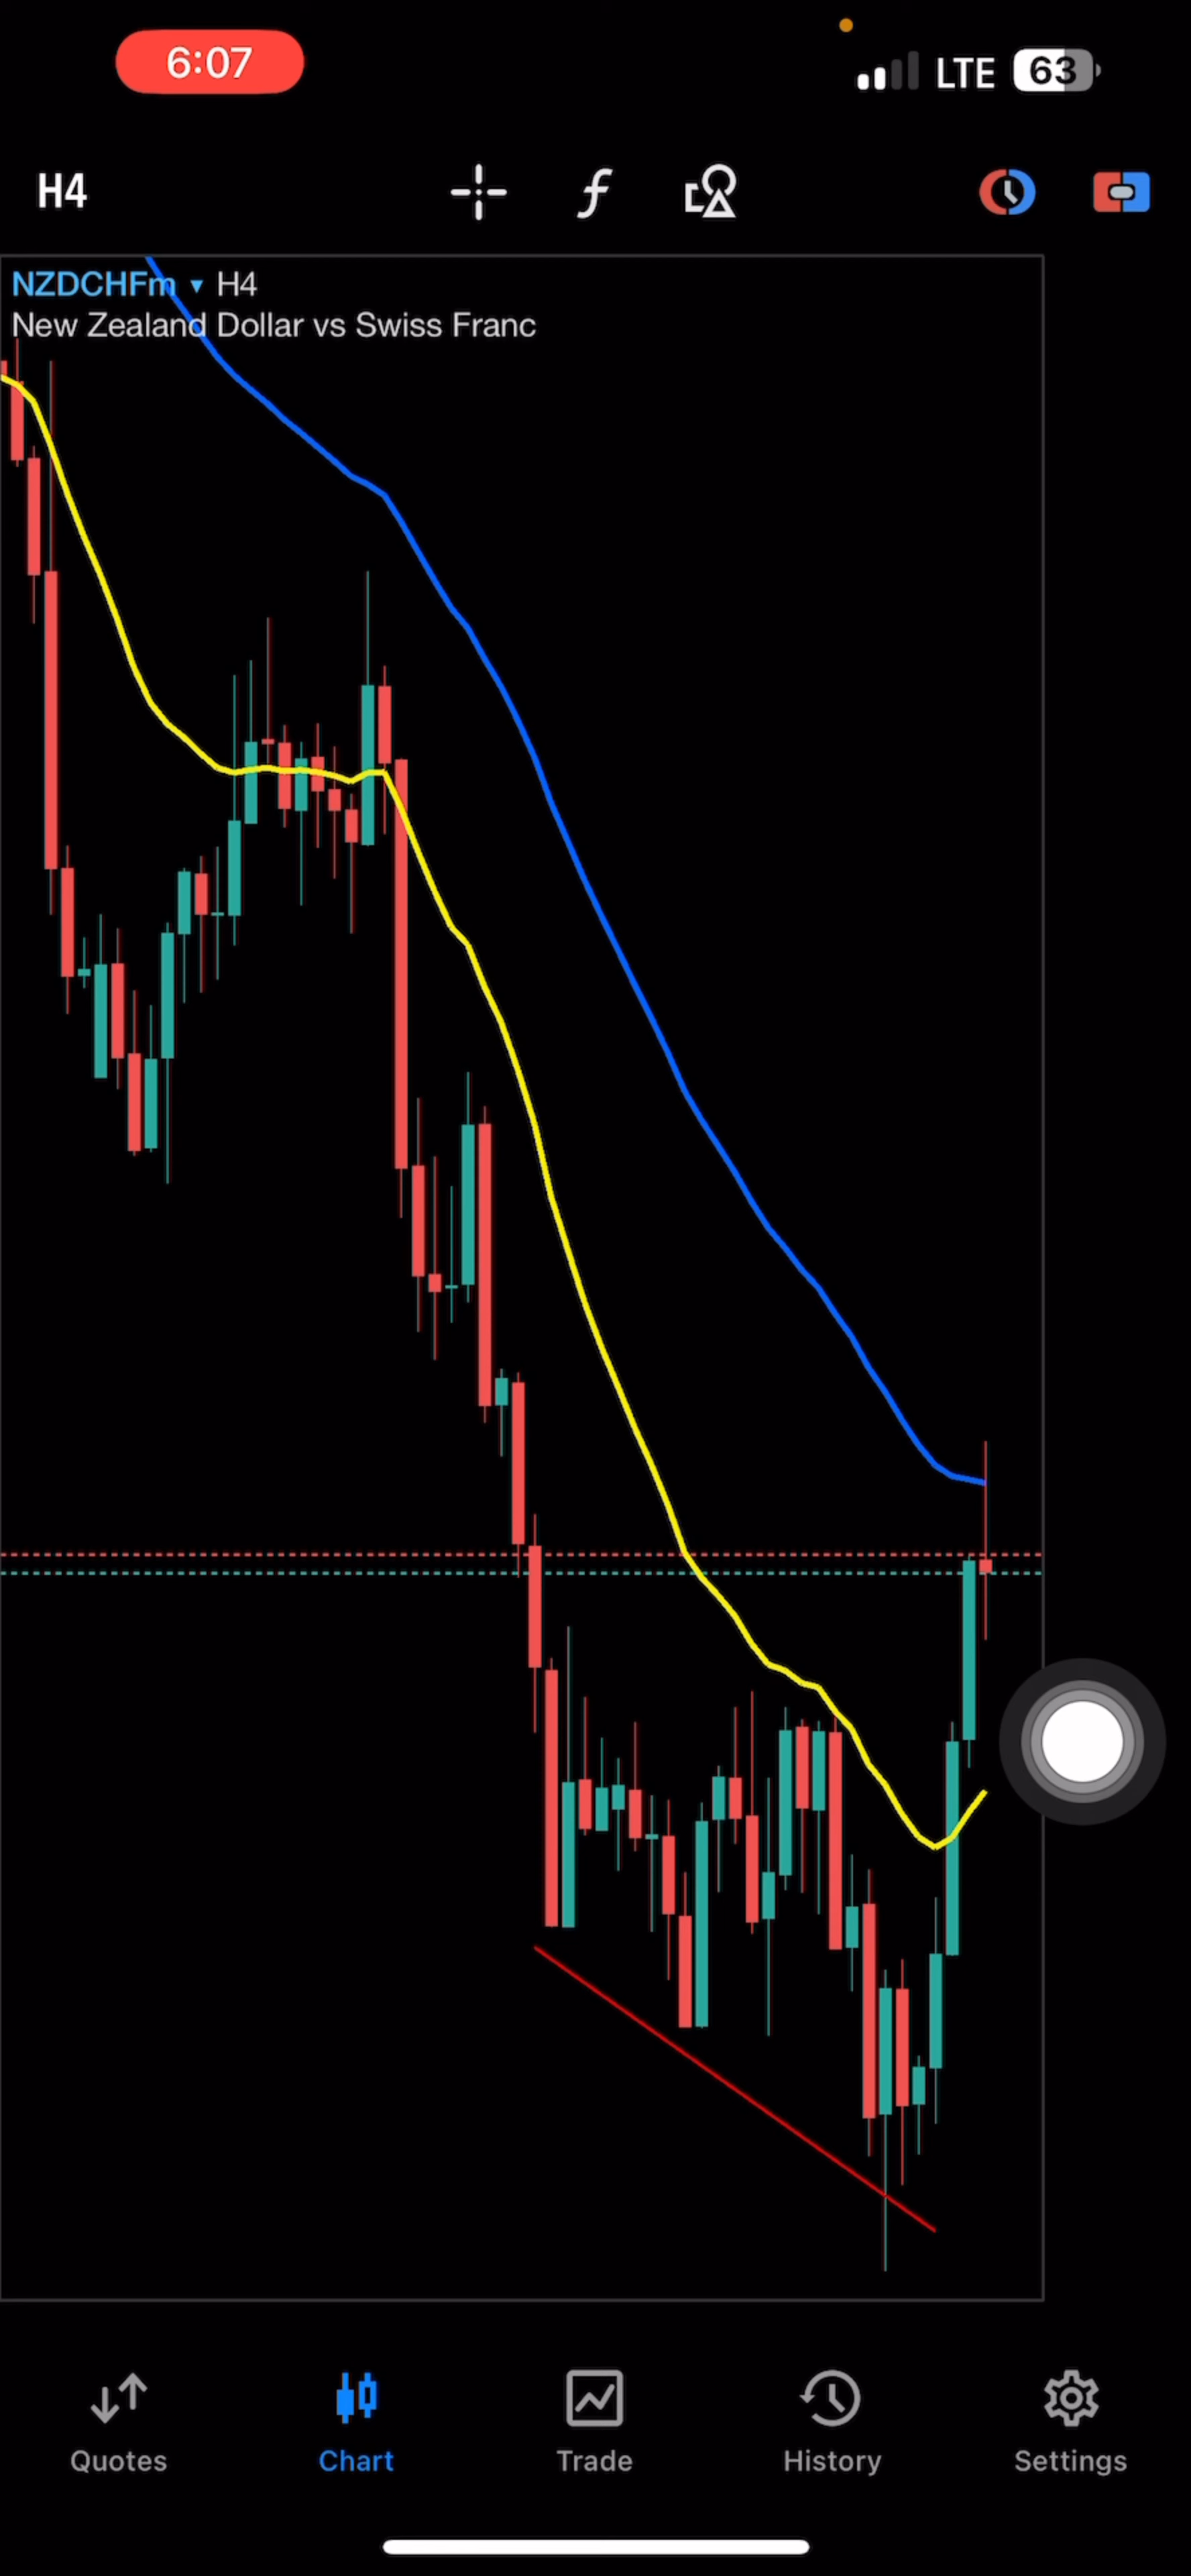 6:07
LTE 63
H4
NZDCHFm ▾ H4
New Zealand Dollar vs Swiss Franc
Quotes
Chart
Trade
History
Settings